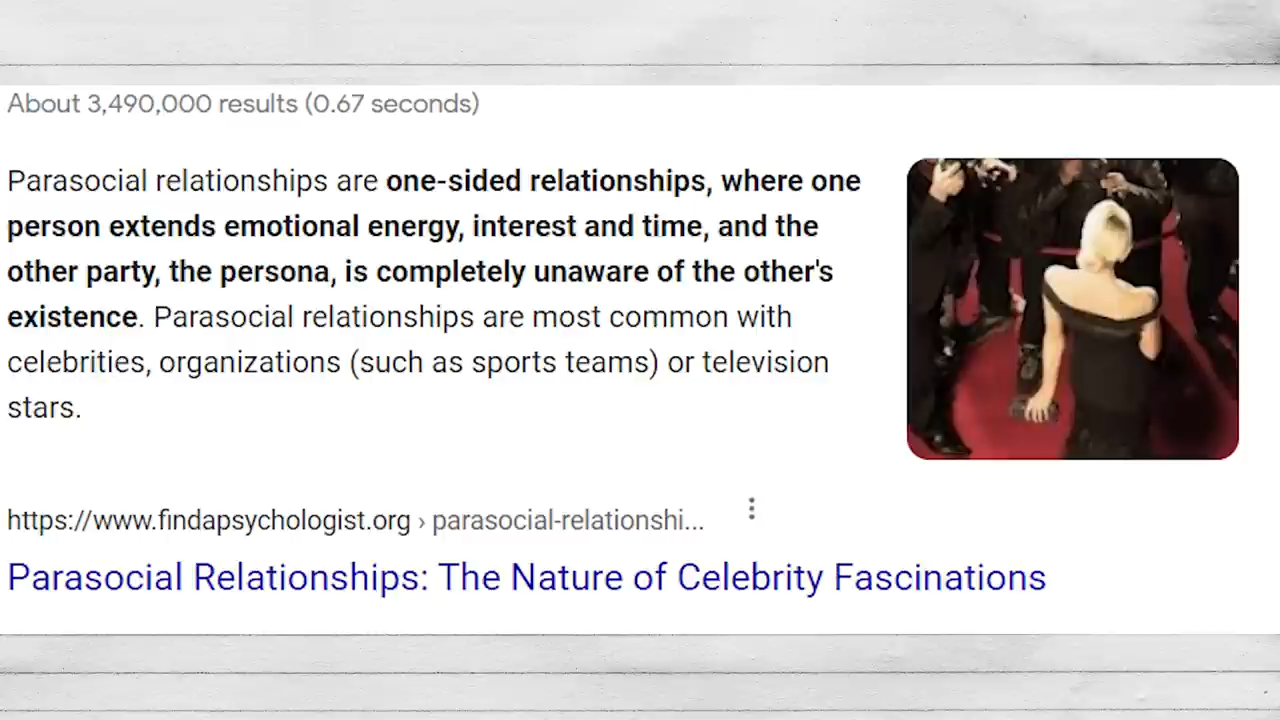 About 3,490,000 results (0.67 seconds)
Parasocial relationships are one-sided relationships, where one
person extends emotional energy, interest and time, and the
other party, the persona, is completely unaware of the other's
existence. Parasocial relationships are most common with
celebrities, organizations (such as sports teams) or television
stars.
https://www.findapsychologist.org › parasocial-relationshi...
Parasocial Relationships: The Nature of Celebrity Fascinations